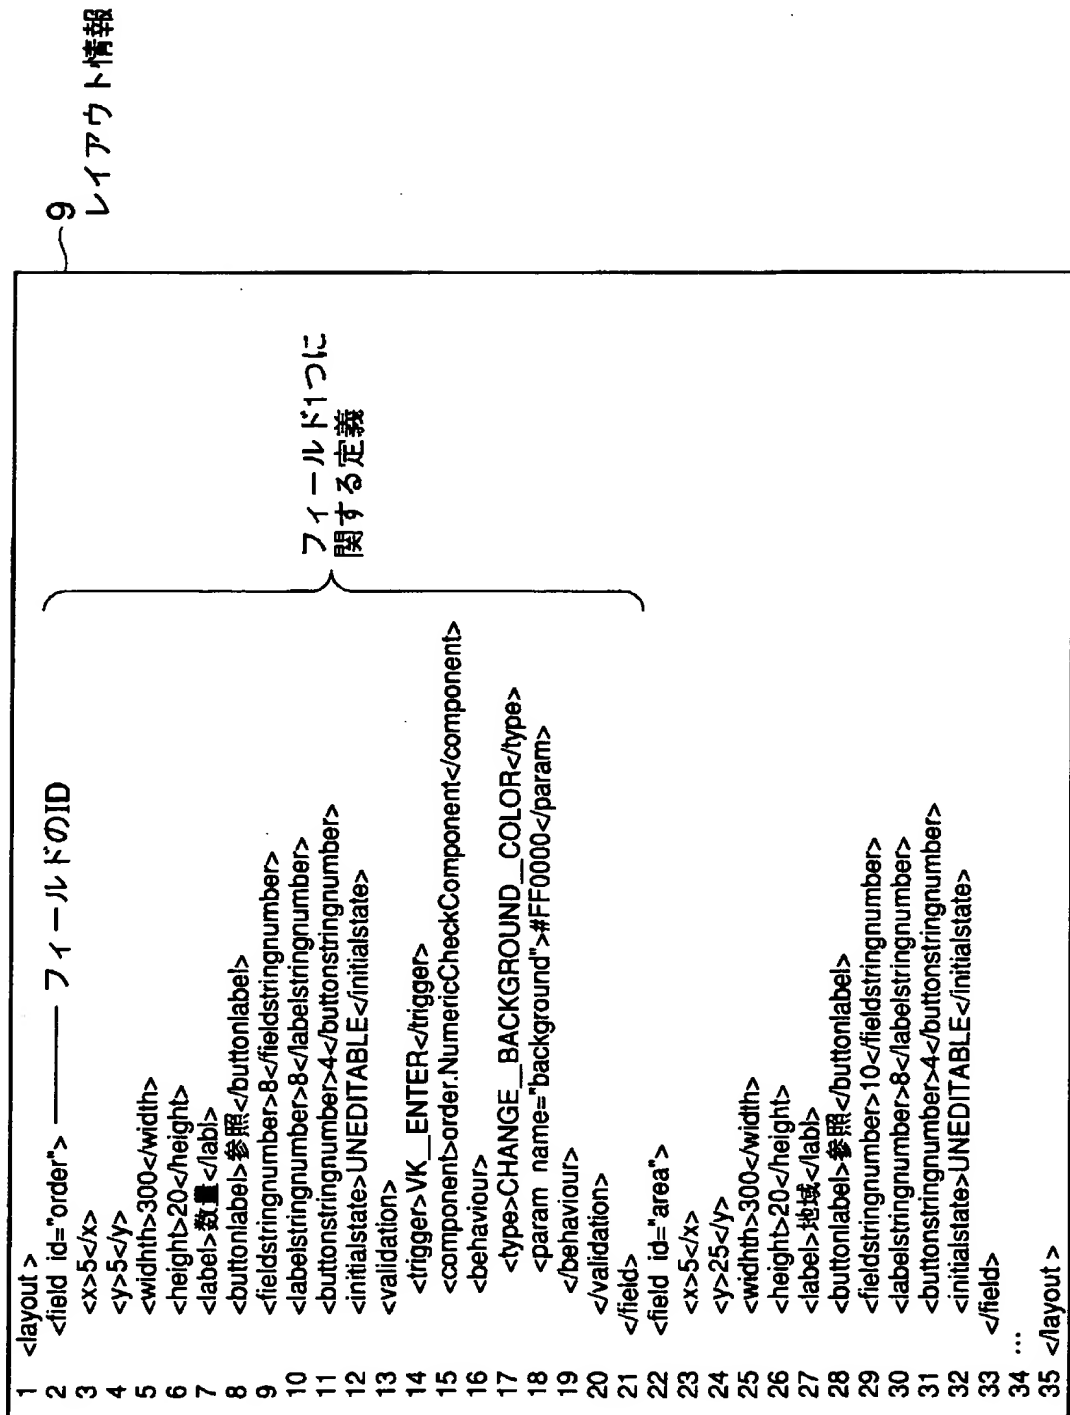 9
レイアウト情報
1 <layout >
2 <field id="order"> フィールドのID
3 <x>5</x>
4 <y>5</y>
5 <widhth>300</width>
6 <height>20</height>
7 <label>数量</labl>
8 <buttonlabel>参照</buttonlabel>
9 <fieldstringnumber>8</fieldstringnumber>
10 <labelstringnumber>8</labelstringnumber>
11 <buttonstringnumber>4</buttonstringnumber>
12 <initialstate>UNEDITABLE</initialstate>
13 <validation>
14 <trigger>VK__ENTER</trigger>
15 <component>order.NumericCheckComponent</component>
16 <behaviour>
17 <type>CHANGE__BACKGROUND__COLOR</type>
18 <param name="background">#FF0000</param>
19 </behaviour>
20 </validation>
21 </field>
フィールド1つに
関する定義
22 <field id="area">
23 <x>5</x>
24 <y>25</y>
25 <widhth>300</width>
26 <height>20</height>
27 <label>地域</labl>
28 <buttonlabel>参照</buttonlabel>
29 <fieldstringnumber>10</fieldstringnumber>
30 <labelstringnumber>8</labelstringnumber>
31 <buttonstringnumber>4</buttonstringnumber>
32 <initialstate>UNEDITABLE</initialstate>
33 </field>
34 …
35 </layout >